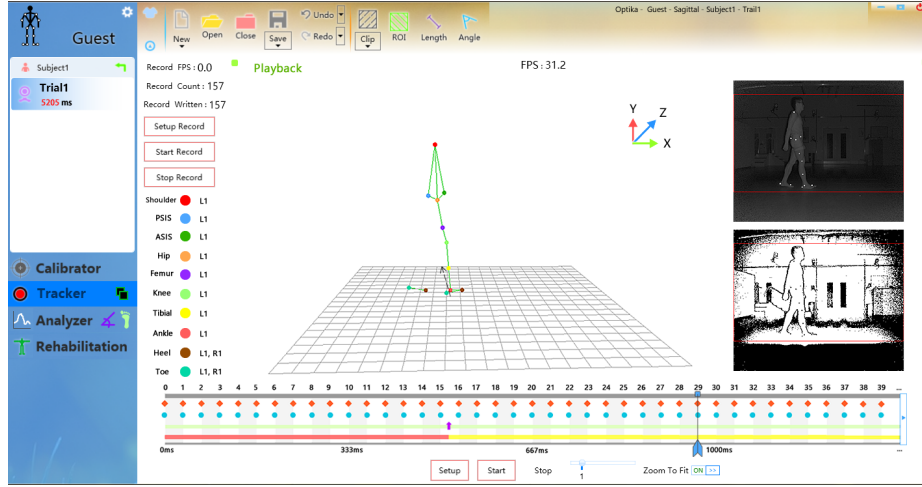 Optika - Guest - Sagittal - Subject1 - Trail1
Guest
New
Open
Close
Save
Undo
Redo
Clip
ROI
Length
Angle
Subject1
Trial1
5205 ms
Record FPS : 0.0
Record Count : 157
Record Written : 157
Playback
FPS : 31.2
Setup Record
Start Record
Stop Record
Y
Z
X
Shoulder L1
PSIS L1
ASIS L1
Hip L1
Femur L1
Knee L1
Tibial L1
Ankle L1
Heel L1, R1
Toe L1, R1
Calibrator
Tracker
Analyzer
Rehabilitation
0 1 2 3 4 5 6 7 8 9 10 11 12 13 14 15 16 17 18 19 20 21 22 23 24 25 26 27 28 29 30 31 32 33 34 35 36 37 38 39 ...
0ms 333ms 667ms 1000ms ...
Setup
Start
Stop
1
Zoom To Fit ON >>